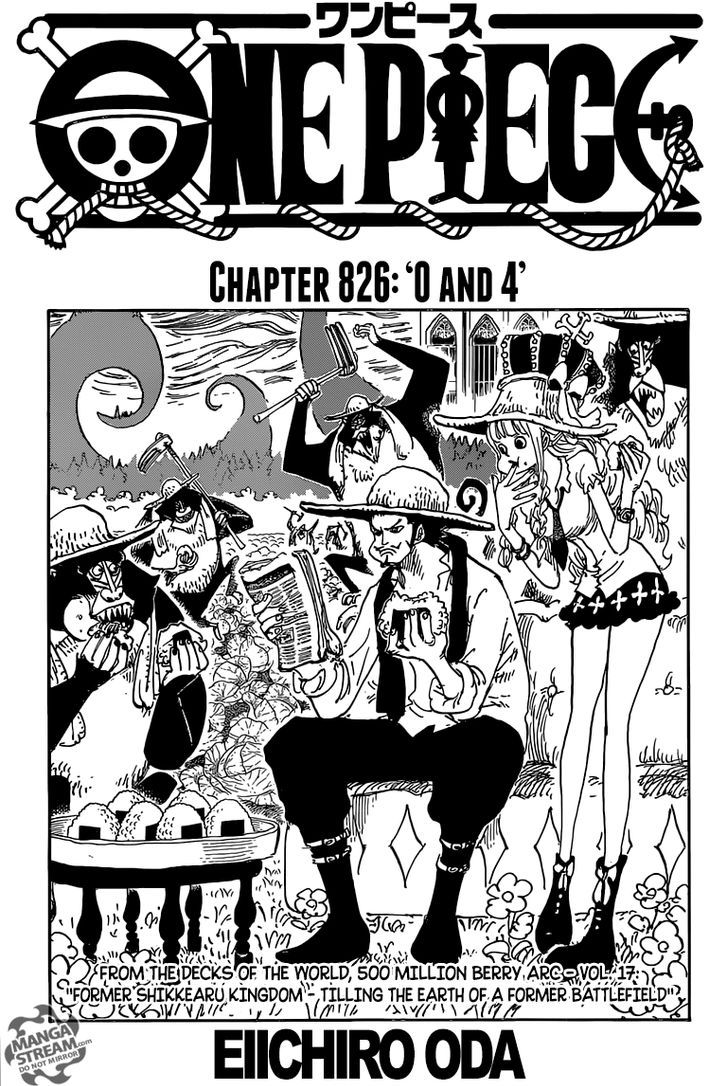 ワンピース
ONE PIECE
CHAPTER 826: ‘0 AND 4’
FROM THE DECKS OF THE WORLD, 500 MILLION BERRY ARC - VOL. 17:
"FORMER SHIKKEARU KINGDOM - TILLING THE EARTH OF A FORMER BATTLEFIELD"
MANGA
STREAM.COM
DO NOT MIRROR
EIICHIRO ODA